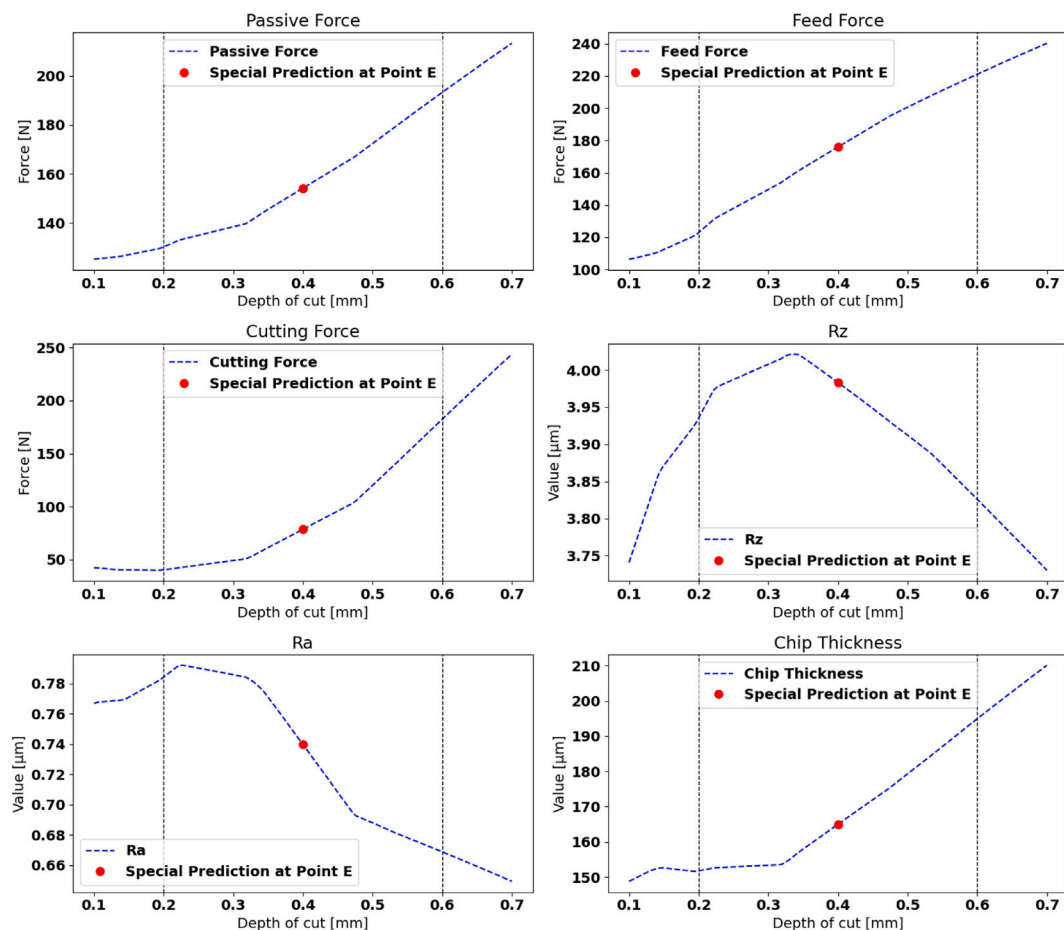 Passive Force
Force [N]
200
180
160
140
Passive Force
Special Prediction at Point E
0.1 0.2 0.3 0.4 0.5 0.6 0.7
Depth of cut [mm]
Feed Force
Force [N]
240
220
200
180
160
140
120
100
Feed Force
Special Prediction at Point E
0.1 0.2 0.3 0.4 0.5 0.6 0.7
Depth of cut [mm]
Cutting Force
Force [N]
250
200
150
100
50
Cutting Force
Special Prediction at Point E
0.1 0.2 0.3 0.4 0.5 0.6 0.7
Depth of cut [mm]
Rz
Value [μm]
4.00
3.95
3.90
3.85
3.80
3.75
Rz
Special Prediction at Point E
0.1 0.2 0.3 0.4 0.5 0.6 0.7
Depth of cut [mm]
Ra
Value [μm]
0.78
0.76
0.74
0.72
0.70
0.68
0.66
Ra
Special Prediction at Point E
0.1 0.2 0.3 0.4 0.5 0.6 0.7
Depth of cut [mm]
Chip Thickness
Value [μm]
210
200
190
180
170
160
150
Chip Thickness
Special Prediction at Point E
0.1 0.2 0.3 0.4 0.5 0.6 0.7
Depth of cut [mm]